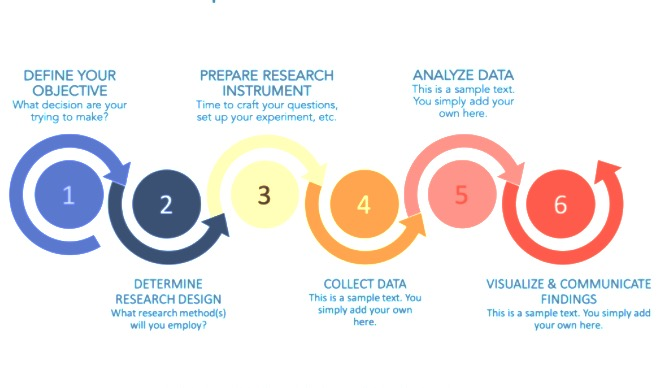 DEFINE YOUR
OBJECTIVE
What decision are your
trying to make?
PREPARE RESEARCH
INSTRUMENT
Time to craft your questions,
set up your experiment, etc.
ANALYZE DATA
This is a sample text.
You simply add your
own here.
1
2
3
4
5
6
DETERMINE
RESEARCH DESIGN
What research method(s)
will you employ?
COLLECT DATA
This is a sample text. You
simply add your own
here.
VISUALIZE & COMMUNICATE
FINDINGS
This is a sample text. You simply add
your own here.